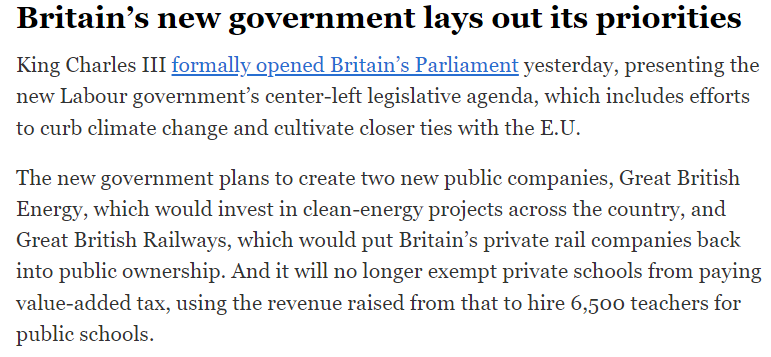 Britain’s new government lays out its priorities
King Charles III formally opened Britain’s Parliament yesterday, presenting the
new Labour government’s center-left legislative agenda, which includes efforts
to curb climate change and cultivate closer ties with the E.U.
The new government plans to create two new public companies, Great British
Energy, which would invest in clean-energy projects across the country, and
Great British Railways, which would put Britain’s private rail companies back
into public ownership. And it will no longer exempt private schools from paying
value-added tax, using the revenue raised from that to hire 6,500 teachers for
public schools.